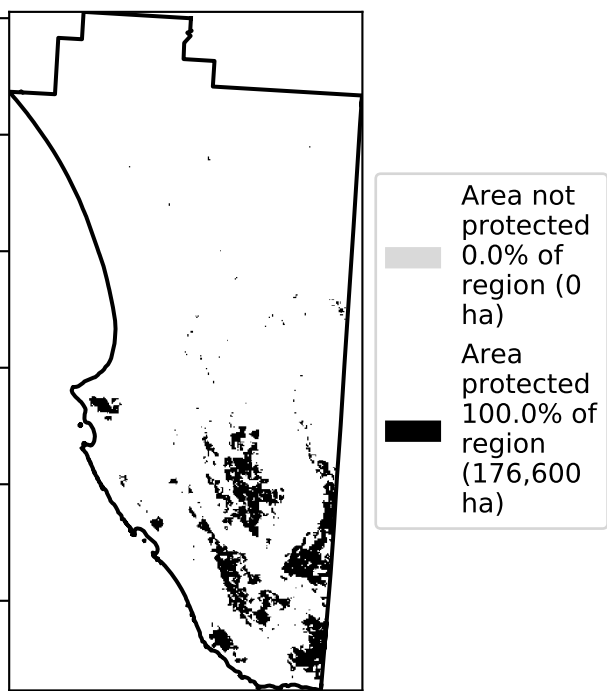 Area not
protected
0.0% of
region (0
ha)
Area
protected
100.0% of
region
(176,600
ha)